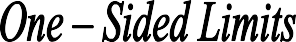 One – Sided Limits